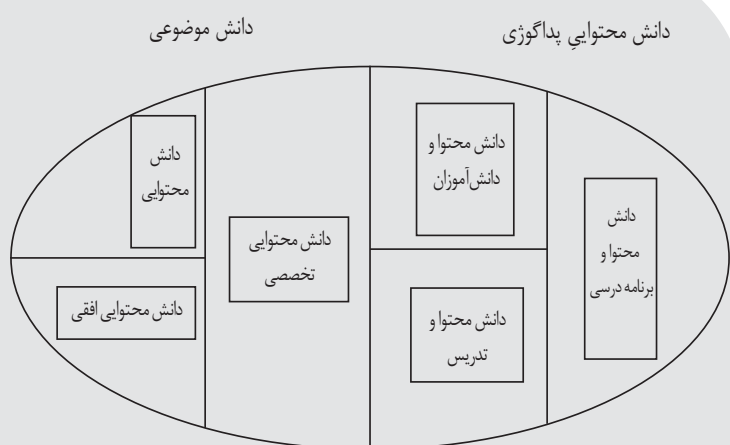 دانش محتواییِ پداگوژی
دانش موضوعی
دانش محتوا و
دانش‌آموزان
دانش
محتوا و
برنامه درسی
دانش محتوا و
تدریس
دانش
محتوایی
دانش محتوایی
تخصصی
دانش محتوایی افقی